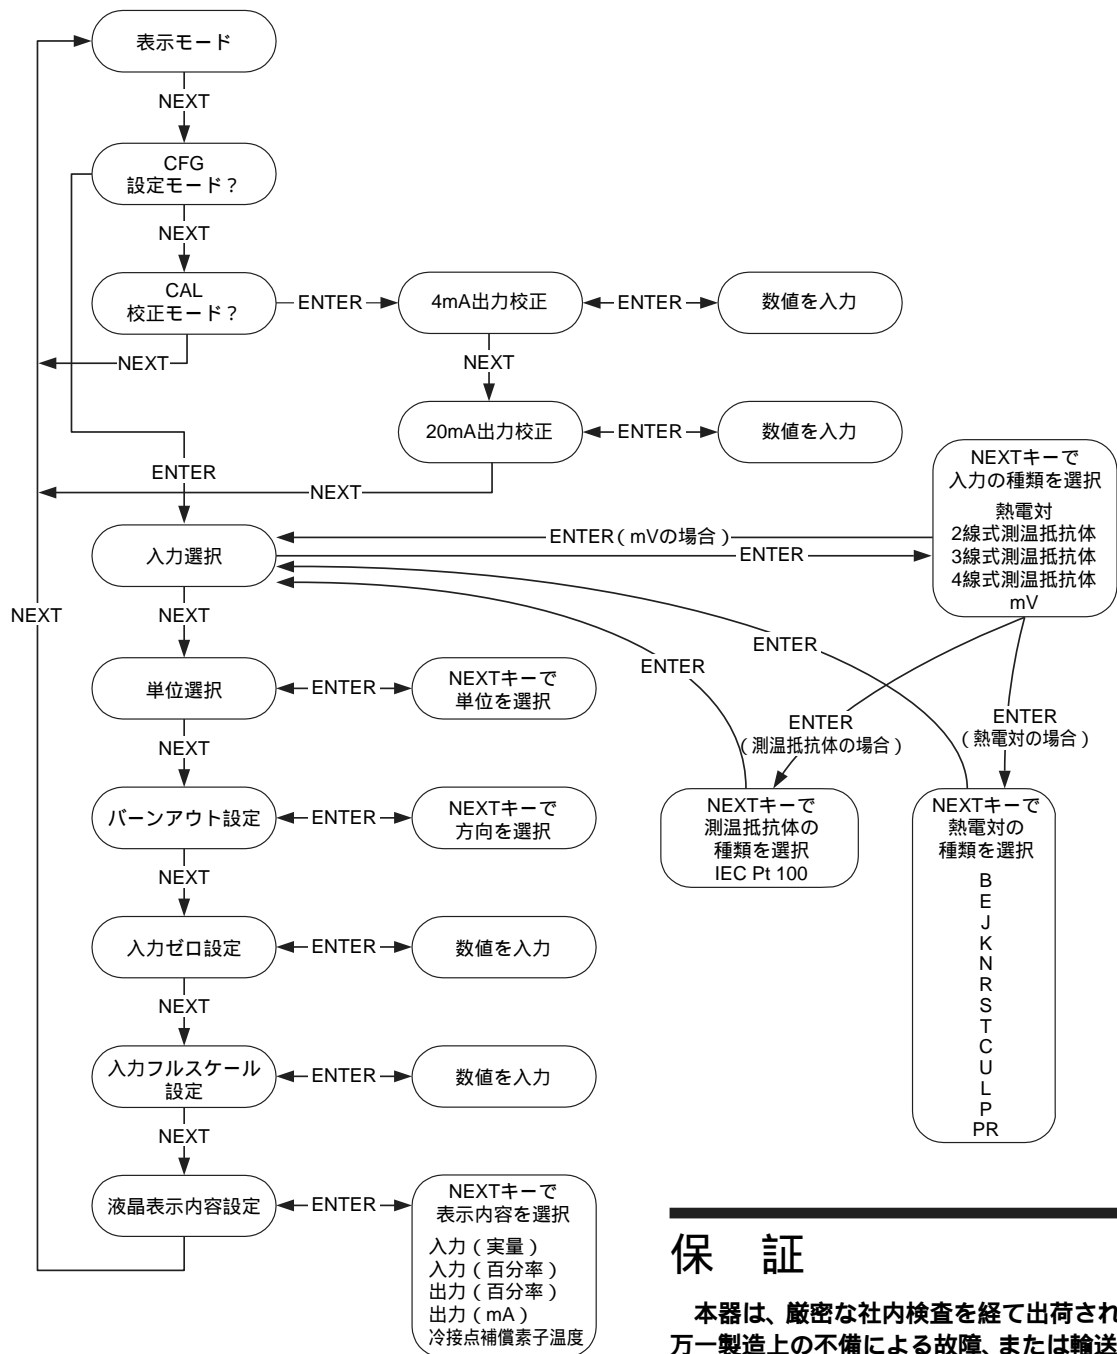 表示モード
NEXT
CFG
設定モード？
NEXT
CAL
校正モード？
ENTER
4mA出力校正
ENTER
数値を入力
NEXT
NEXT
20mA出力校正
ENTER
数値を入力
ENTER
NEXT
NEXTキーで
入力の種類を選択
熱電対
2線式測温抵抗体
3線式測温抵抗体
4線式測温抵抗体
mV
入力選択
ENTER（mVの場合）
ENTER
NEXT
NEXT
ENTER
ENTER
単位選択
ENTER
NEXTキーで
単位を選択
ENTER
（測温抵抗体の場合）
ENTER
（熱電対の場合）
NEXT
バーンアウト設定
ENTER
NEXTキーで
方向を選択
NEXTキーで
測温抵抗体の
種類を選択
IEC Pt 100
NEXTキーで
熱電対の
種類を選択
B
E
J
K
N
R
S
T
C
U
L
P
PR
NEXT
入力ゼロ設定
ENTER
数値を入力
NEXT
入力フルスケール
設定
ENTER
数値を入力
NEXT
液晶表示内容設定
ENTER
NEXTキーで
表示内容を選択
入力（実量）
入力（百分率）
出力（百分率）
出力（mA）
冷接点補償素子温度
保 証
本器は、厳密な社内検査を経て出荷され
万一製造上の不備による故障、または輸送